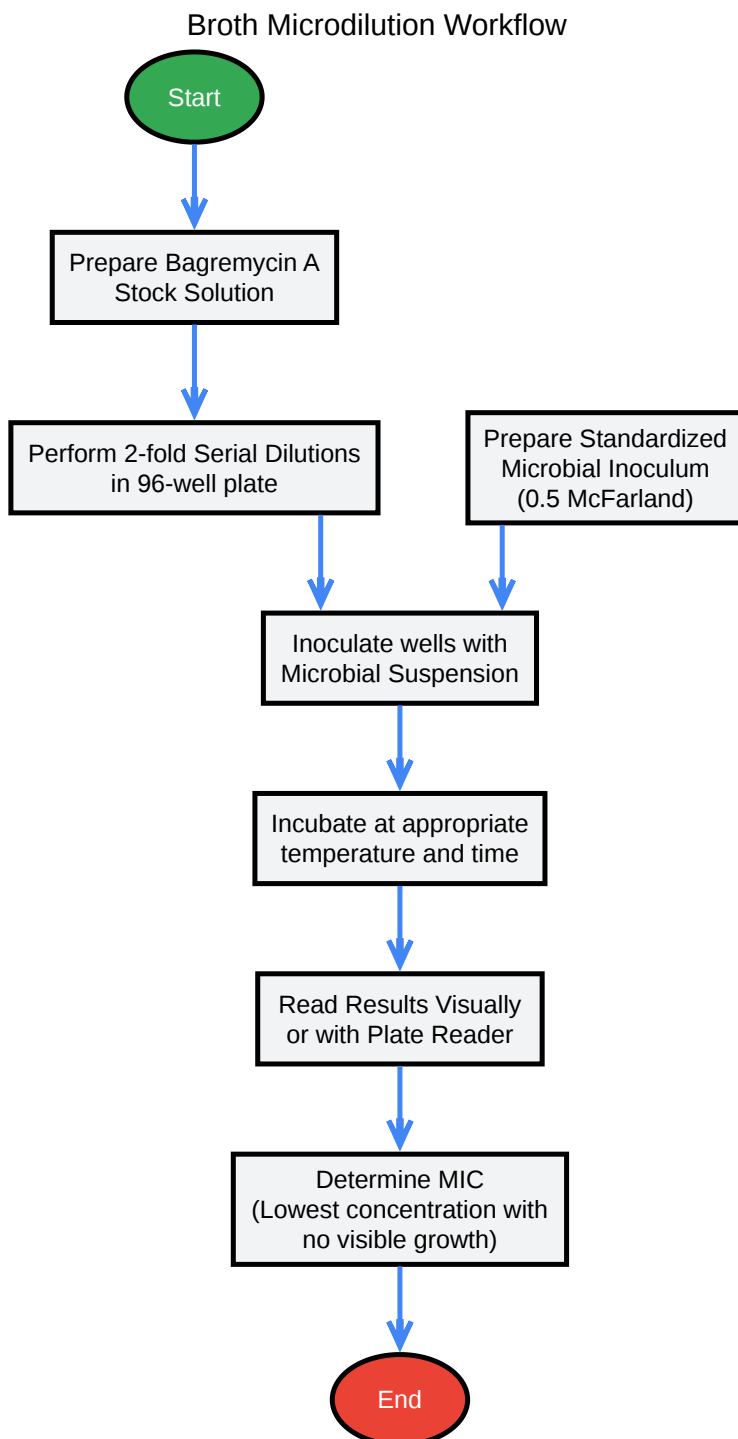 Broth Microdilution Workflow
Start
Prepare Bagremycin A
Stock Solution
Perform 2-fold Serial Dilutions
in 96-well plate
Prepare Standardized
Microbial Inoculum
(0.5 McFarland)
Inoculate wells with
Microbial Suspension
Incubate at appropriate
temperature and time
Read Results Visually
or with Plate Reader
Determine MIC
(Lowest concentration with
no visible growth)
End